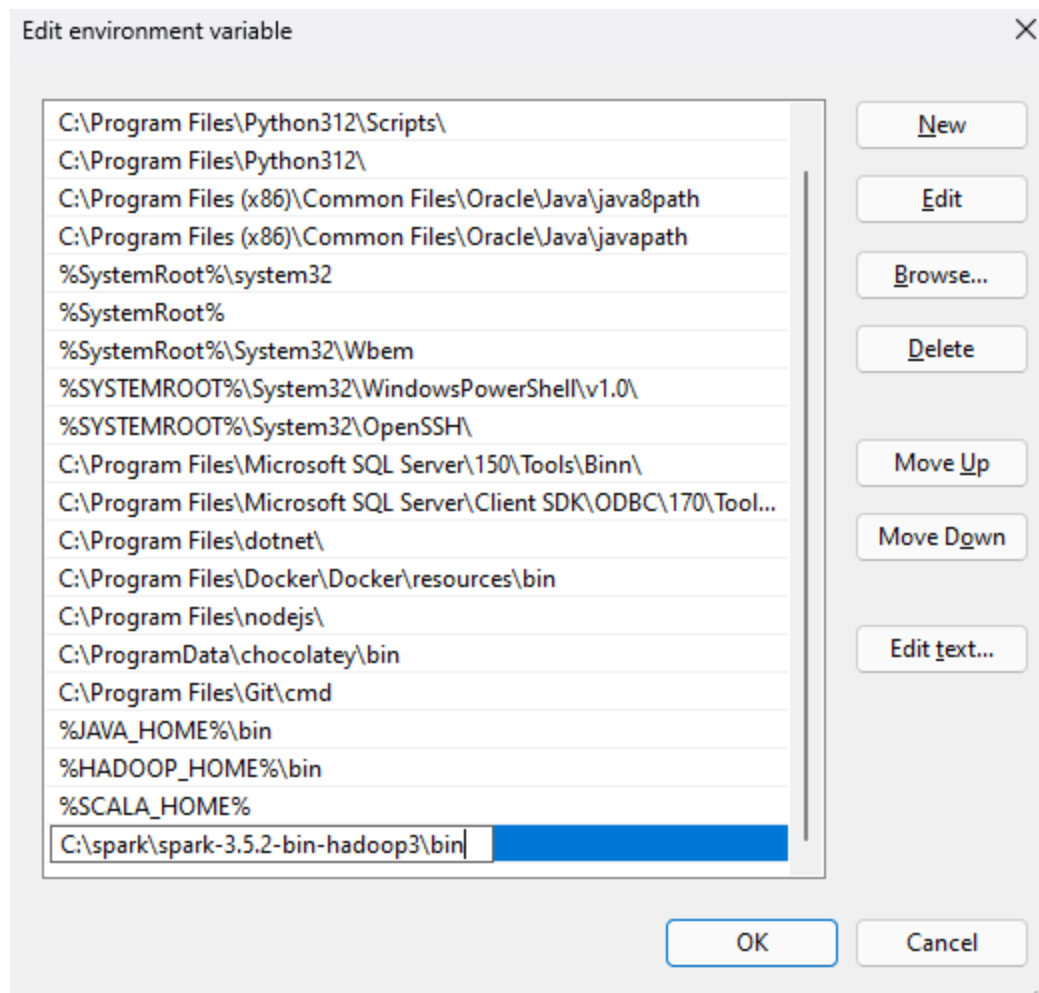 Edit environment variable
C:\Program Files\Python312\Scripts\
New
C:\Program Files\Python312\
C:\Program Files (x86)\Common Files\Oracle\Java\java8path
Edit
C:\Program Files (x86)\Common Files\Oracle\Java\javapath
%SystemRoot%\system32
Browse...
%SystemRoot%
%SystemRoot%\System32\Wbem
Delete
%SYSTEMROOT%\System32\WindowsPowerShell\v1.0\
%SYSTEMROOT%\System32\OpenSSH\
C:\Program Files\Microsoft SQL Server\150\Tools\Binn\
Move Up
C:\Program Files\Microsoft SQL Server\Client SDK\ODBC\170\Tool...
C:\Program Files\dotnet\
Move Down
C:\Program Files\Docker\Docker\resources\bin
C:\Program Files\nodejs\
C:\ProgramData\chocolatey\bin
Edit text...
C:\Program Files\Git\cmd
%JAVA_HOME%\bin
%HADOOP_HOME%\bin
%SCALA_HOME%
C:\spark\spark-3.5.2-bin-hadoop3\bin
OK
Cancel